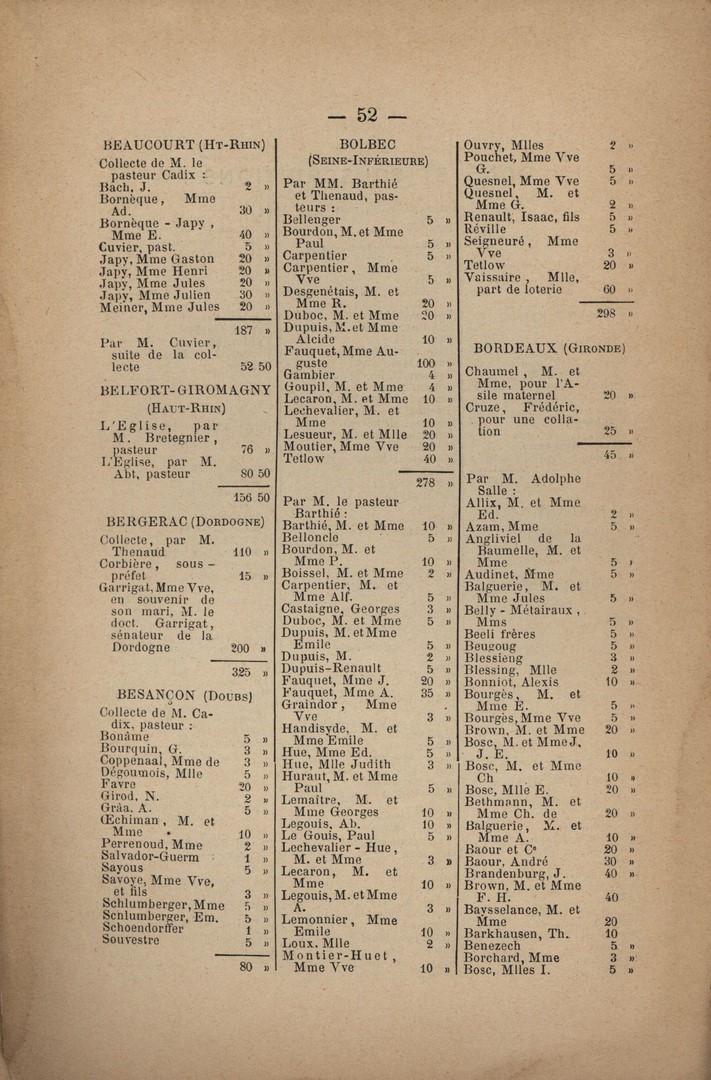 — 52 —
BEAUCOURT (HT-RHIN)
Collecte de M. le
pasteur Cadix :
Bach, J. 2 »
Bornèque, Mme
Ad. 30 »
Bornèque - Japy,
Mme E. 40 »
Cuvier, past. 5 »
Japy, Mme Gaston 20 »
Japy, Mme Henri 20 »
Japy, Mme Jules 20 »
Japy, Mme Julien 30 »
Meiner, Mme Jules 20 »
187 »
Par M. Cuvier,
suite de la col-
lecte 52 50
BELFORT-GIROMAGNY
(HAUT-RHIN)
L'Eglise, par
M. Bretegnier,
pasteur 76 »
L'Eglise, par M.
Abt, pasteur 80 50
156 50
BERGERAC (DORDOGNE)
Collecte, par M.
Thenaud 110 »
Corbière, sous-
préfet 15 »
Garrigat, Mme Vve,
en souvenir de
son mari, M. le
doct. Garrigat,
sénateur de la
Dordogne 200 »
325 »
BESANÇON (DOUBS)
Collecte de M. Ca-
dix, pasteur :
Bonâme 5 »
Bourquin, G. 3 »
Coppenaal, Mme de 3 »
Dégoumois, Mlle 5 »
Favre 20 »
Girod, N. 2 »
Gràa, A. 5 »
Œchiman, M. et
Mme 10 »
Perrenoud, Mme 2 »
Salvador-Guerm 1 »
Sayous 5 »
Savoye, Mme Vve,
et fils 3 »
Schlumberger, Mme 5 »
Scnlumberger, Em. 5 »
Schoendorffer 1 »
Souvestre 5 »
80 »
BOLBEC
(SEINE-INFÉRIEURE)
Par MM. Barthié
et Thenaud, pas-
teurs :
Bellenger 5 »
Bourdon, M. et Mme
Paul 5 »
Carpentier 5 »
Carpentier, Mme
Vve 5 »
Desgenétais, M. et
Mme R. 20 »
Duboc, M. et Mme 20 »
Dupuis, M. et Mme
Alcide 10 »
Fauquet, Mme Au-
guste 100 »
Gambier 4 »
Goupil, M. et Mme 4 »
Lecaron, M. et Mme 10 »
Lechevalier, M. et
Mme 10 »
Lesueur, M. et Mlle 20 »
Moutier, Mme Vve 20 »
Tetlow 40 »
278 »
Par M. le pasteur
Barthié :
Barthié, M. et Mme 10 »
Belloncle 5 »
Bourdon, M. et
Mme P. 10 »
Boissel, M. et Mme 2 »
Carpentier, M. et
Mme Alf. 5 »
Castaigne, Georges 3 »
Duboc, M. et Mme 5 »
Dupuis, M. et Mme
Emile 5 »
Dupuis, M. 2 »
Dupuis-Renault 5 »
Fauquet, Mme J. 20 »
Fauquet, Mme A. 35 »
Graindor, Mme
Vve 3 »
Handisyde, M. et
Mme Emile 5 »
Hue, Mme Ed. 5 »
Hue, Mlle Judith 3 »
Huraut, M. et Mme
Paul 5 »
Lemaître, M. et
Mme Georges 10 »
Legouis, Ab. 10 »
Le Gouis, Paul 5 »
Lechevalier - Hue,
M. et Mme 3 »
Lecaron, M. et
Mme 10 »
Legouis, M. et Mme
A. 3 »
Lemonnier, Mme
Emile 10 »
Loux, Mlle 2 »
Montier-Huet,
Mme Vve 10 »
Ouvry, Mlles 2 »
Pouchet, Mme Vve
G. 5 »
Quesnel, Mme Vve 5 »
Quesnel, M. et
Mme G. 2 »
Renault, Isaac, fils 5 »
Réville 5 »
Seigneuré, Mme
Vve 3 »
Tetlow 20 »
Vaissaire, Mlle,
part de loterie 60 »
298 »
BORDEAUX (GIRONDE)
Chaumel, M. et
Mme, pour l'A-
sile maternel 20 »
Cruze, Frédéric,
pour une colla-
tion 25 »
45 »
Par M. Adolphe
Salle :
Allix, M. et Mme
Ed. 2 »
Azam, Mme 5 »
Angliviel de la
Baumelle, M. et
Mme 5 »
Audinet, Mme 5 »
Balguerie, M. et
Mme Jules 5 »
Belly - Métairaux,
Mms 5 »
Beeli frères 5 »
Beugoug 5 »
Blessieng 3 »
Blessing, Mlle 2 »
Bonniot, Alexis 10 »
Bourgès, M. et
Mme E. 5 »
Bourgès, Mme Vve 5 »
Brown, M. et Mme 20 »
Bosc, M. et Mme J,
J. E. 10 »
Bosc, M. et Mme
Ch 10 »
Bosc, Mlle E. 20 »
Bethmann, M. et
Mme Ch. de 20 »
Balguerie, M. et
Mme A. 10 »
Baour et Ce 20 »
Baour, André 30 »
Brandenburg, J. 40 »
Brown, M. et Mme
F. H. 40
Baysselance, M. et
Mme 20
Barkhausen, Th. 10
Benezech 5 »
Borchard, Mme 3 »
Bosc, Mlles I. 5 »